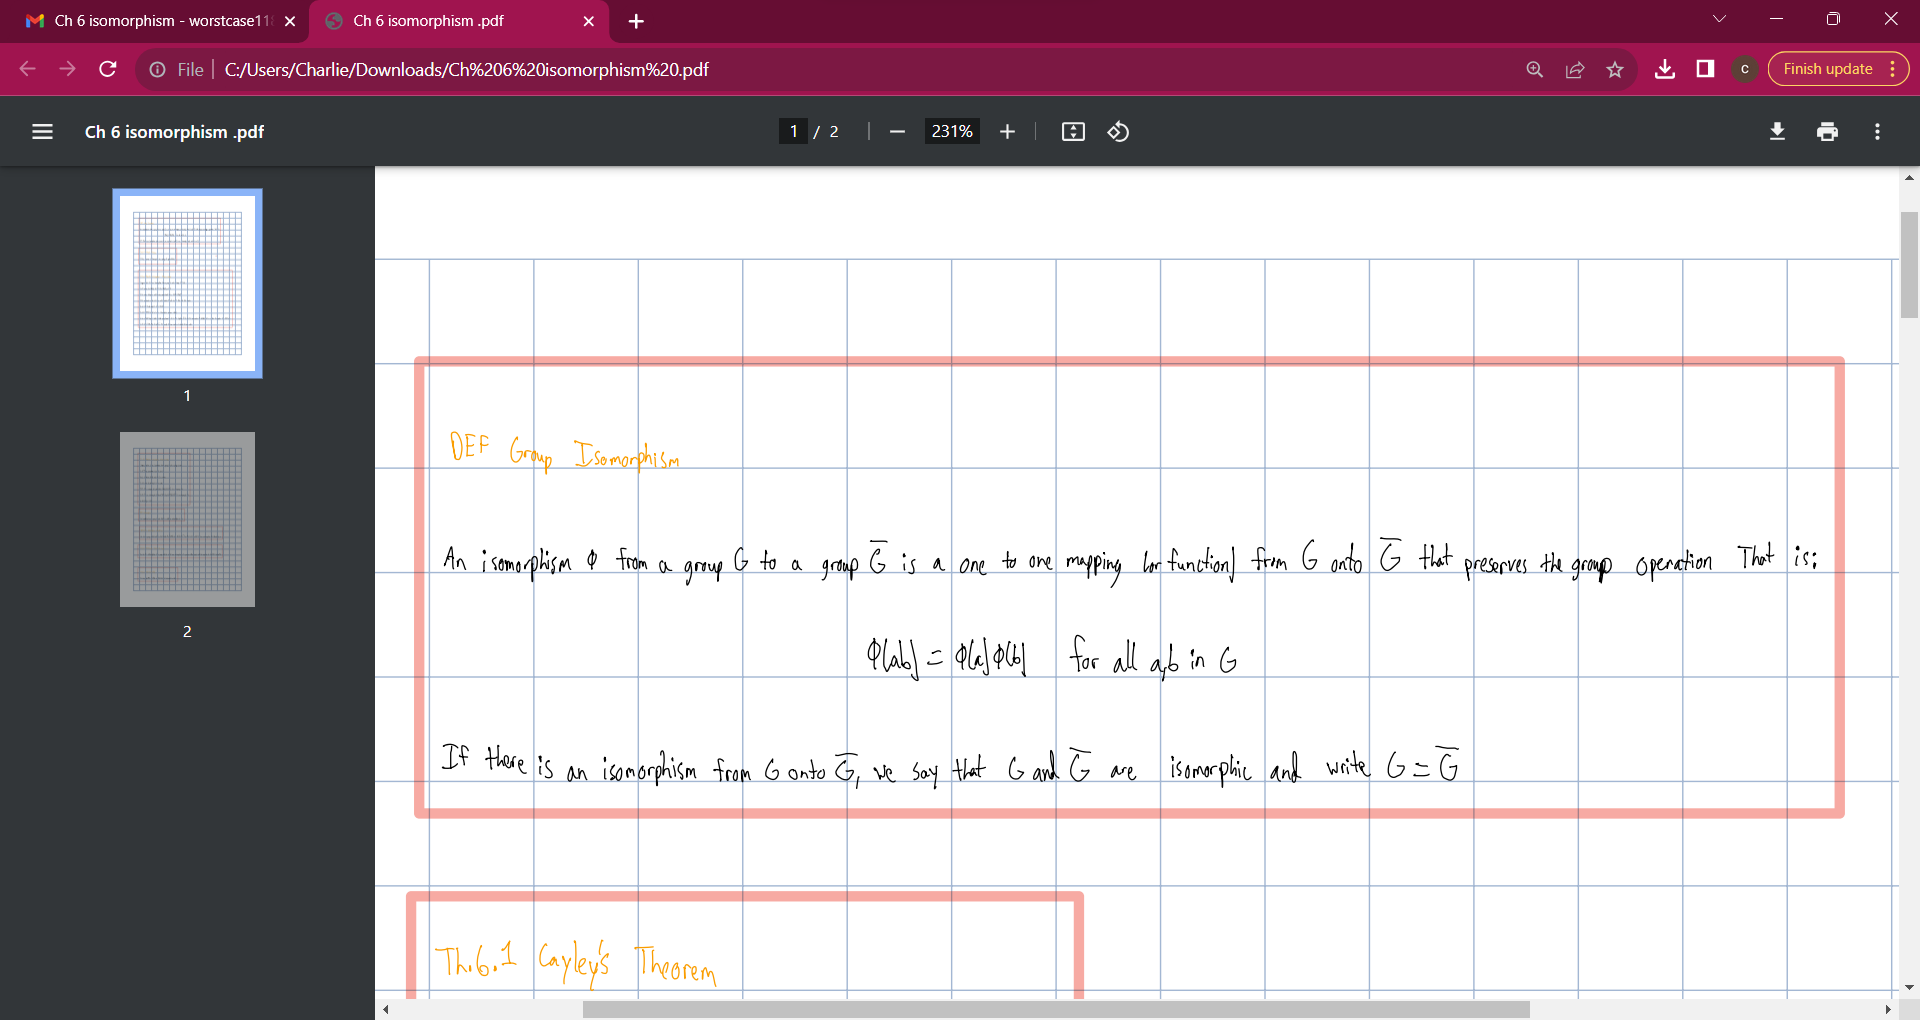 Ch 6 isomorphism - worstcase11
Ch 6 isomorphism .pdf
File
C:/Users/Charlie/Downloads/Ch%206%20isomorphism%20.pdf
C
Finish update
Ch 6 isomorphism .pdf
1 / 2
231%
1
2
DEF Group Isomorphism
An isomorphism Φ from a group G to a group G̅ is a one to one mapping (or function) from G onto G̅ that preserves the group operation That is:
Φ(ab) = Φ(a)Φ(b) for all a,b in G
If there is an isomorphism from G onto G̅, we say that G and G̅ are isomorphic and write G = G̅
Th.6.1 Cayley's Theorem